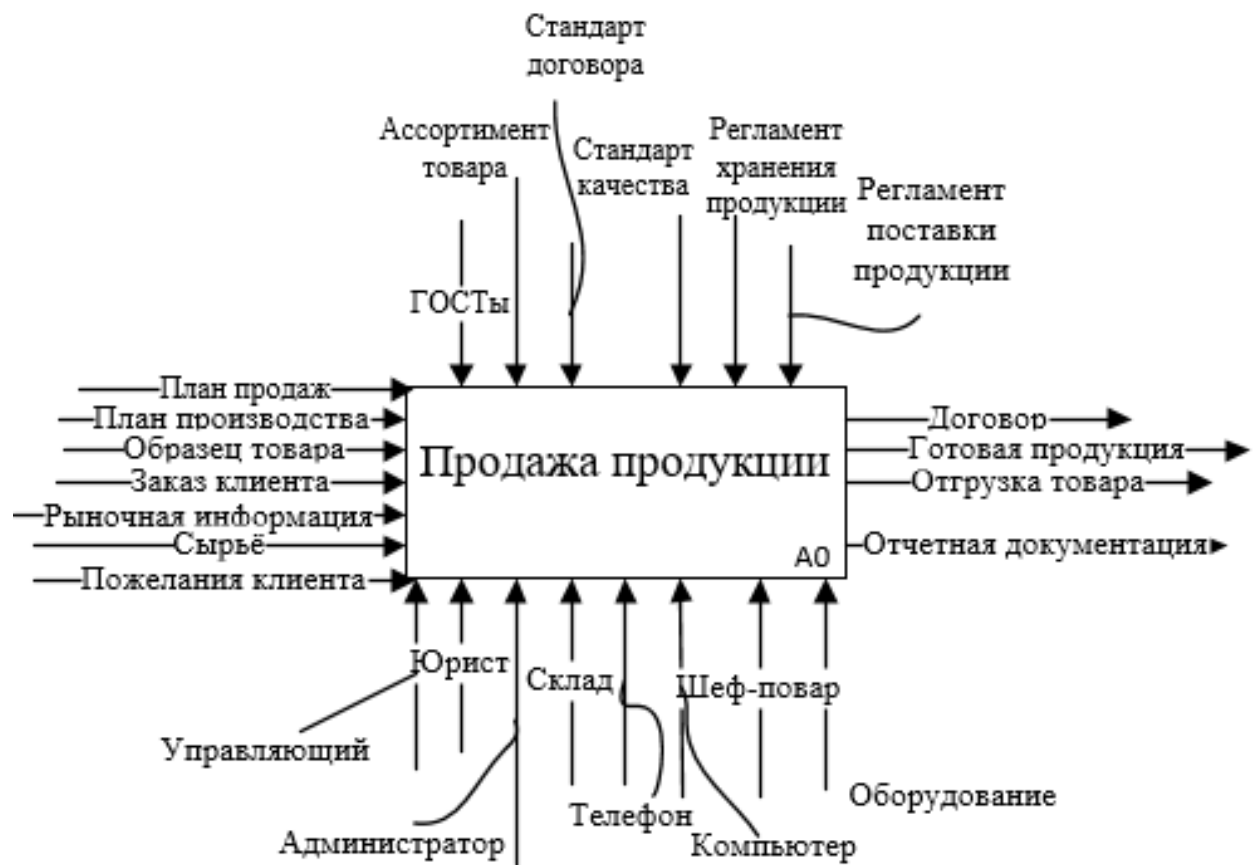 Стандарт
договора
Ассортимент
товара
Стандарт
качества
Регламент
хранения
продукции
Регламент
поставки
продукции
ГОСТы
План продаж
План производства
Образец товара
Заказ клиента
Рыночная информация
Сырьё
Пожелания клиента
Продажа продукции
A0
Договор
Готовая продукция
Отгрузка товара
Отчетная документация
Юрист
Склад
Шеф-повар
Управляющий
Оборудование
Телефон
Администратор
Компьютер